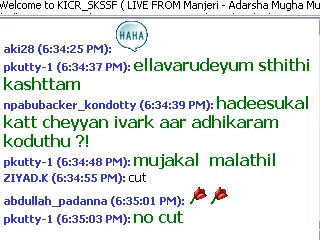 Welcome to KICR_SKSSF ( LIVE FROM Manjeri - Adarsha Mugha Mu
HAHA
aki28 (6:34:25 PM):
pkutty-1 (6:34:37 PM): ellavarudeyum sthithi
kashttam
npabubacker_kondotty (6:34:39 PM): hadeesukal
katt cheyyan ivark aar adhikaram
koduthu ?!
pkutty-1 (6:34:48 PM): mujakal malathil
ZIYAD.K (6:34:55 PM): cut
abdullah_padanna (6:35:01 PM):
pkutty-1 (6:35:03 PM): no cut